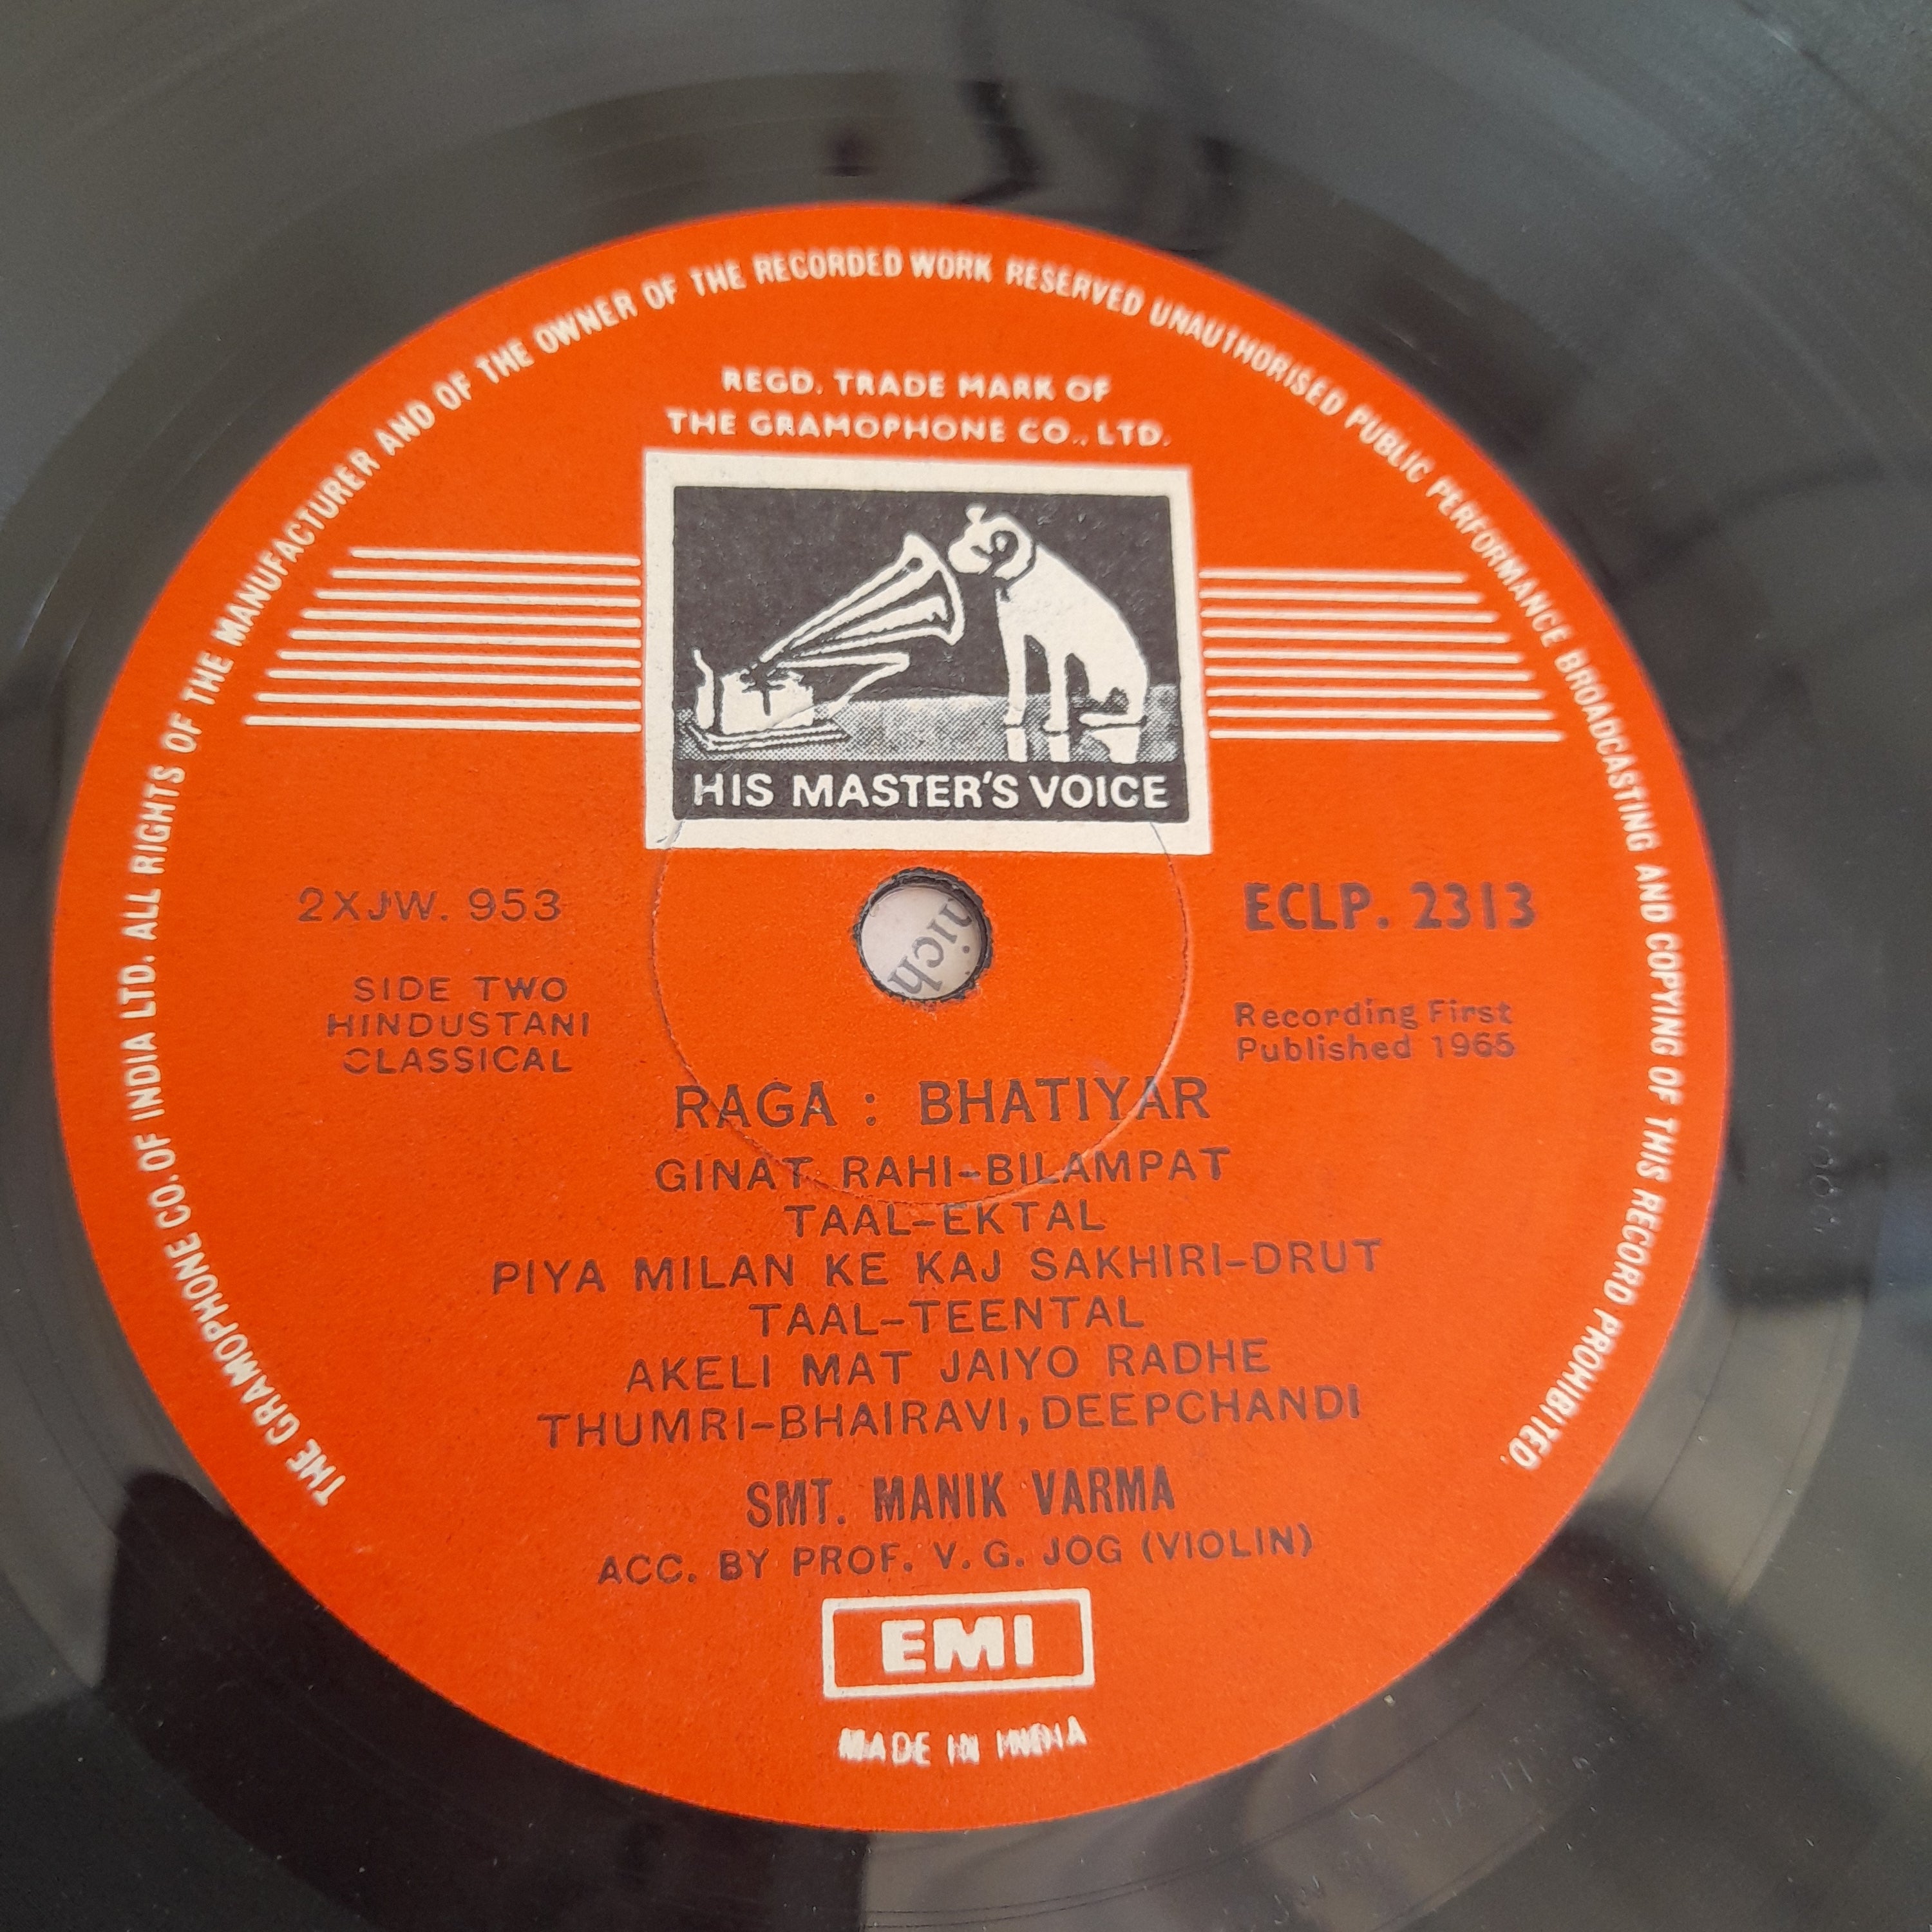 THE GRAMOPHONE CO. OF INDIA LTD. ALL RIGHTS OF THE MANUFACTURER AND OF THE OWNER OF THE RECORDED WORK RESERVED UNAUTHORISED PUBLIC PERFORMANCE BROADCASTING AND COPYING OF THIS RECORD PROHIBITED.
REGD. TRADE MARK OF
THE GRAMOPHONE CO., LTD.
HIS MASTER'S VOICE
2XJW. 953
ECLP. 2313
SIDE TWO
HINDUSTANI
CLASSICAL
Recording First
Published 1965
RAGA : BHATIYAR
GINAT RAHI-BILAMPAT
TAAL-EKTAL
PIYA MILAN KE KAJ SAKHIRI-DRUT
TAAL-TEENTAL
AKELI MAT JAIYO RADHE
THUMRI-BHAIRAVI, DEEPCHANDI
SMT. MANIK VARMA
ACC. BY PROF. V. G. JOG (VIOLIN)
EMI
MADE IN INDIA